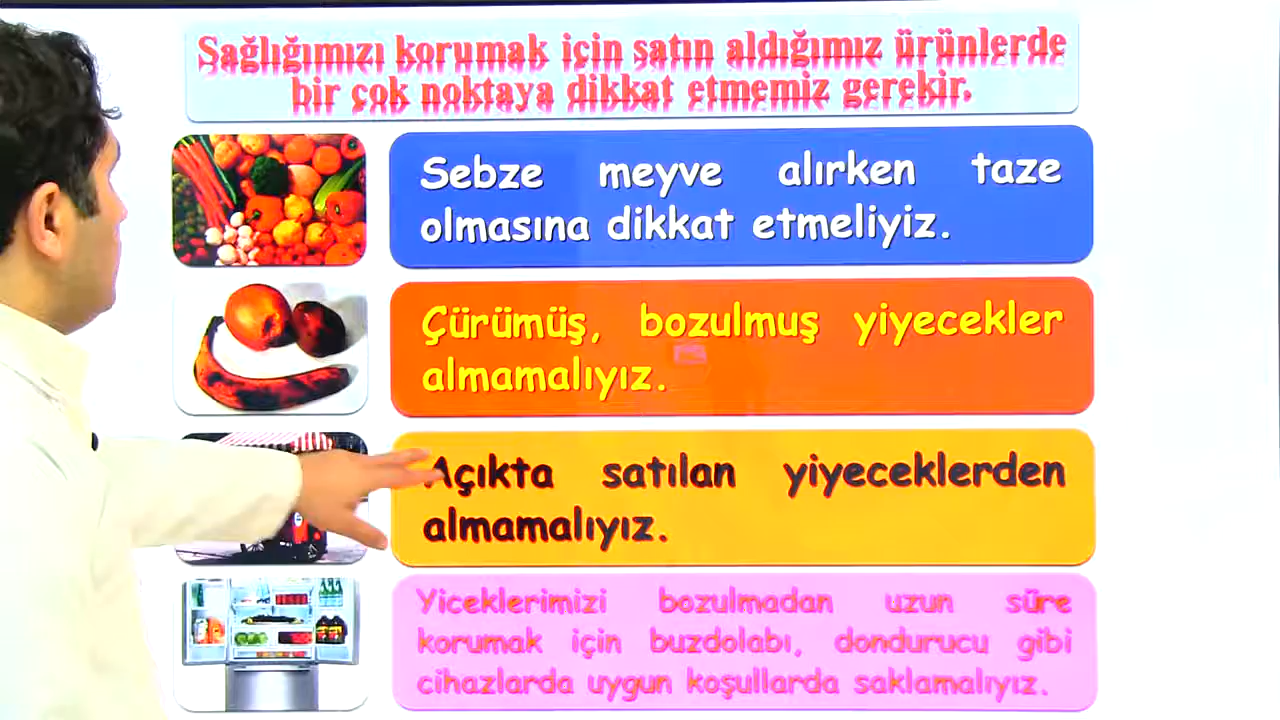 Sağlığımızı korumak için satın aldığımız ürünlerde
bir çok noktaya dikkat etmemiz gerekir.
Sebze meyve alırken taze
olmasına dikkat etmeliyiz.
Çürümüş, bozulmuş yiyecekler
almamalıyız.
Açıkta satılan yiyeceklerden
almamalıyız.
Yiceklerimizi bozulmadan uzun süre
korumak için buzdolabı, dondurucu gibi
cihazlarda uygun koşullarda saklamalıyız.